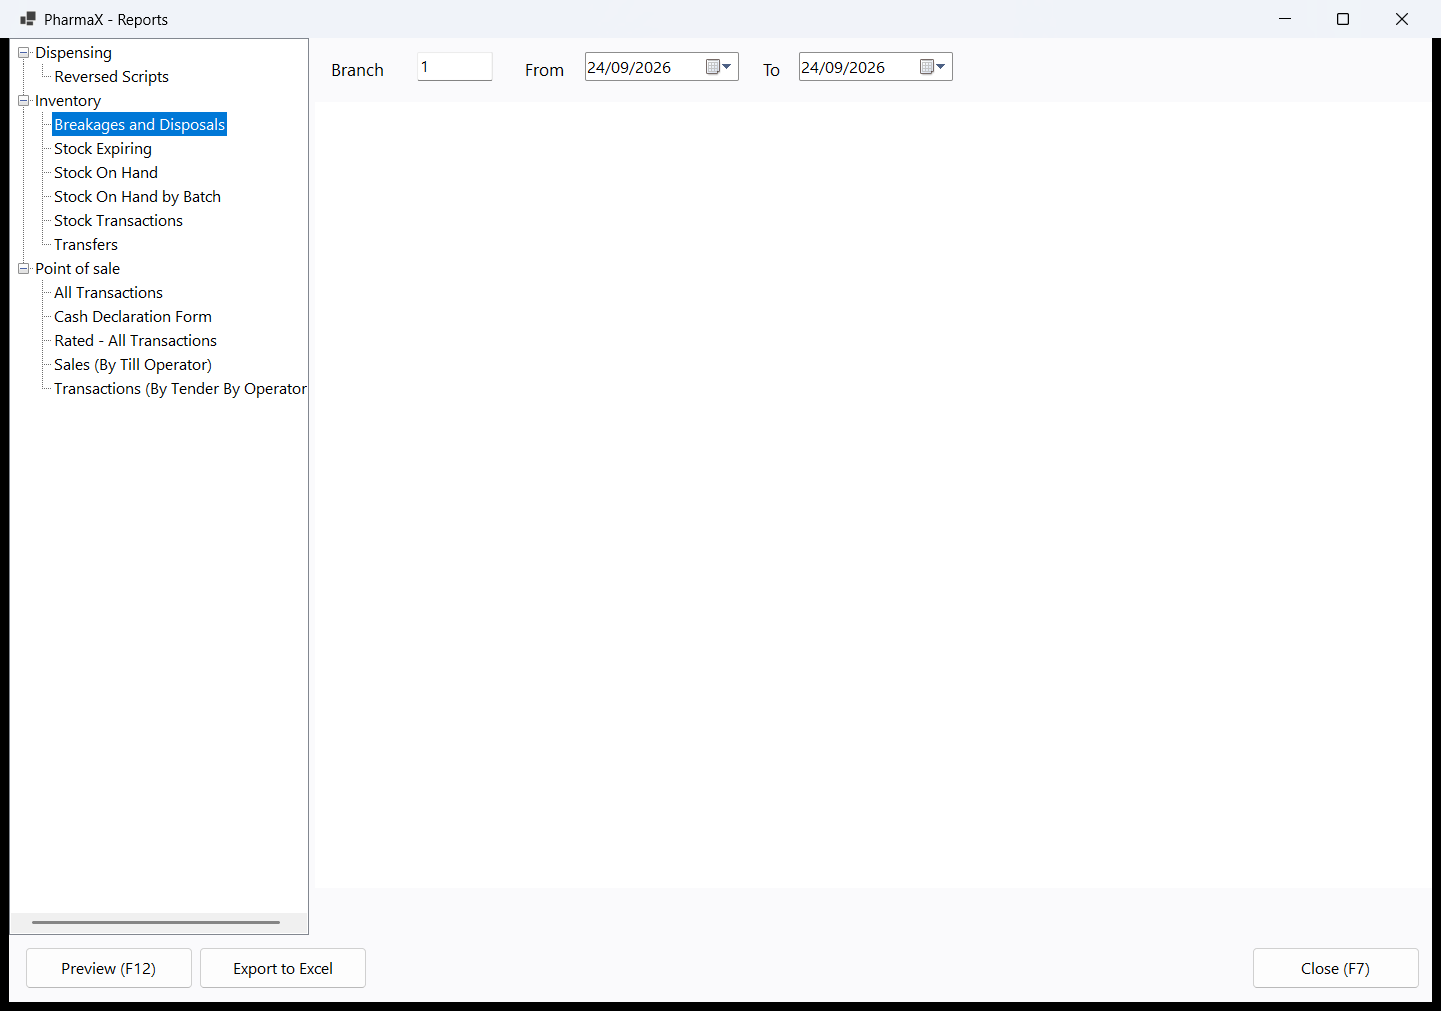 PharmaX - Reports
Dispensing
Reversed Scripts
Inventory
Breakages and Disposals
Stock Expiring
Stock On Hand
Stock On Hand by Batch
Stock Transactions
Transfers
Point of sale
All Transactions
Cash Declaration Form
Rated - All Transactions
Sales (By Till Operator)
Transactions (By Tender By Operator
Branch 1 From 24/09/2026 To 24/09/2026
Preview (F12) Export to Excel Close (F7)